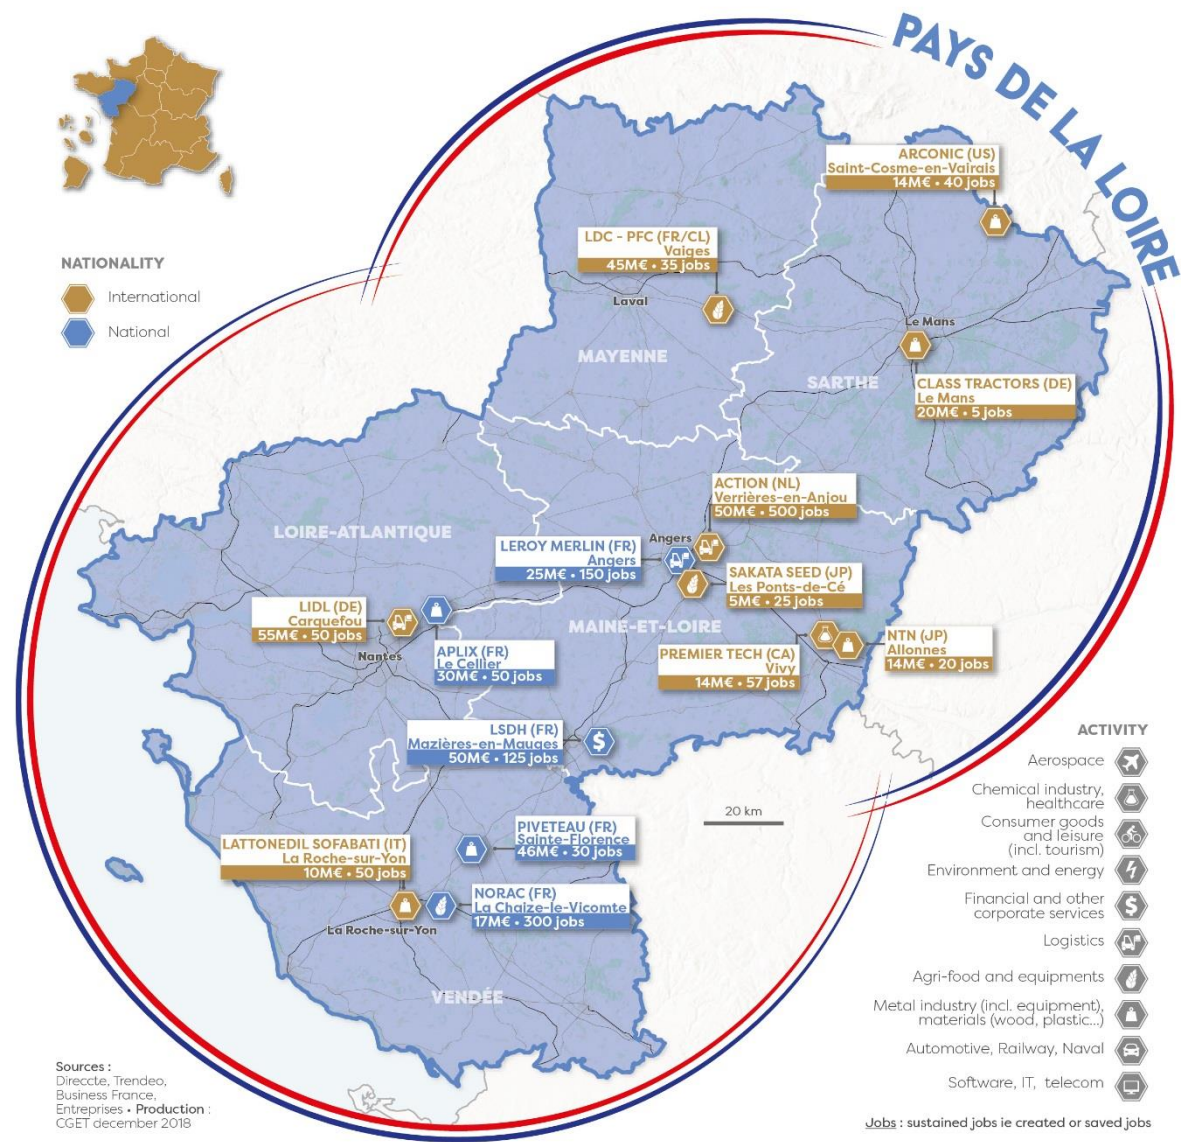 PAYS DE LA LOIRE
NATIONALITY
International
National
ARCONIC (US)
Saint-Cosme-en-Vairais
14M€ • 40 jobs
LDC - PFC (FR/CL)
Vaiges
45M€ • 35 jobs
Laval
MAYENNE
Le Mans
SARTHE
CLASS TRACTORS (DE)
Le Mans
20M€ • 5 jobs
ACTION (NL)
Verrières-en-Anjou
50M€ • 500 jobs
LOIRE-ATLANTIQUE
Angers
LEROY MERLIN (FR)
Angers
25M€ • 150 jobs
SAKATA SEED (JP)
Les Ponts-de-Cé
5M€ • 25 jobs
LIDL (DE)
Carquefou
55M€ • 50 jobs
MAINE-ET-LOIRE
Nantes
APLIX (FR)
Le Cellier
30M€ • 50 jobs
PREMIER TECH (CA)
Vivy
14M€ • 57 jobs
NTN (JP)
Allonnes
14M€ • 20 jobs
LSDH (FR)
Mazières-en-Mauges
50M€ • 125 jobs
20 km
PIVETEAU (FR)
Sainte-Florence
46M€ • 30 jobs
LATTONEDIL SOFABATI (IT)
La Roche-sur-Yon
10M€ • 50 jobs
NORAC (FR)
La Chaize-le-Vicomte
17M€ • 300 jobs
La Roche-sur-Yon
VENDÉE
ACTIVITY
Aerospace
Chemical industry,
healthcare
Consumer goods
and leisure
(incl. tourism)
Environment and energy
Financial and other
corporate services
$
Logistics
Agri-food and equipments
Metal industry (incl. equipment),
materials (wood, plastic...)
Automotive, Railway, Naval
Software, IT, telecom
Sources :
Direccte, Trendeo,
Business France,
Entreprises • Production :
CGET december 2018
Jobs : sustained jobs ie created or saved jobs